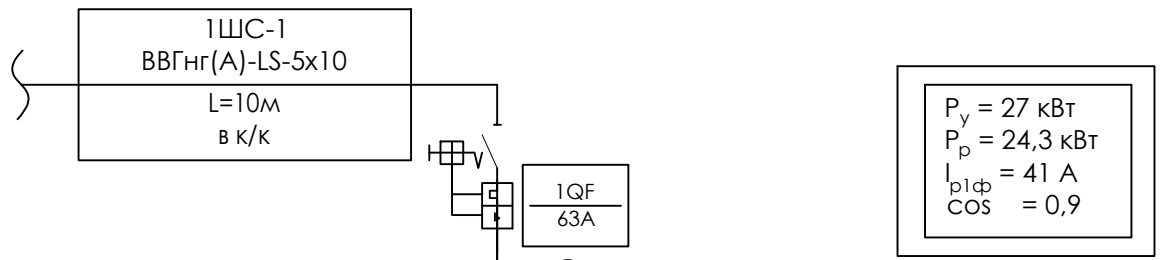 1ШС-1
ВВГнг(А)-LS-5х10
L=10м
в к/к
1QF
63А
Pу = 27 кВт
Pр = 24,3 кВт
Iр1ф = 41 А
cos = 0,9